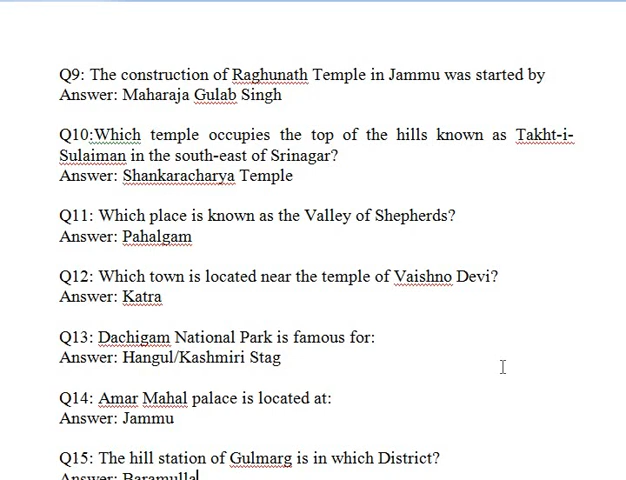 Q9: The construction of Raghunath Temple in Jammu was started by
Answer: Maharaja Gulab Singh
Q10:Which temple occupies the top of the hills known as Takht-i-
Sulaiman in the south-east of Srinagar?
Answer: Shankaracharya Temple
Q11: Which place is known as the Valley of Shepherds?
Answer: Pahalgam
Q12: Which town is located near the temple of Vaishno Devi?
Answer: Katra
Q13: Dachigam National Park is famous for:
Answer: Hangul/Kashmiri Stag
Q14: Amar Mahal palace is located at:
Answer: Jammu
Q15: The hill station of Gulmarg is in which District?
Answer: Baramulla